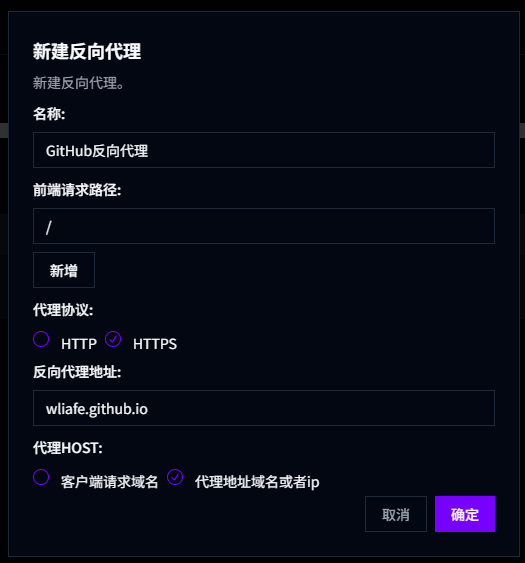 新建反向代理
新建反向代理。
名称:
GitHub反向代理
前端请求路径:
/
新增
代理协议:
HTTP HTTPS
反向代理地址:
wliafe.github.io
代理HOST:
客户端请求域名 代理地址域名或者ip
取消 确定